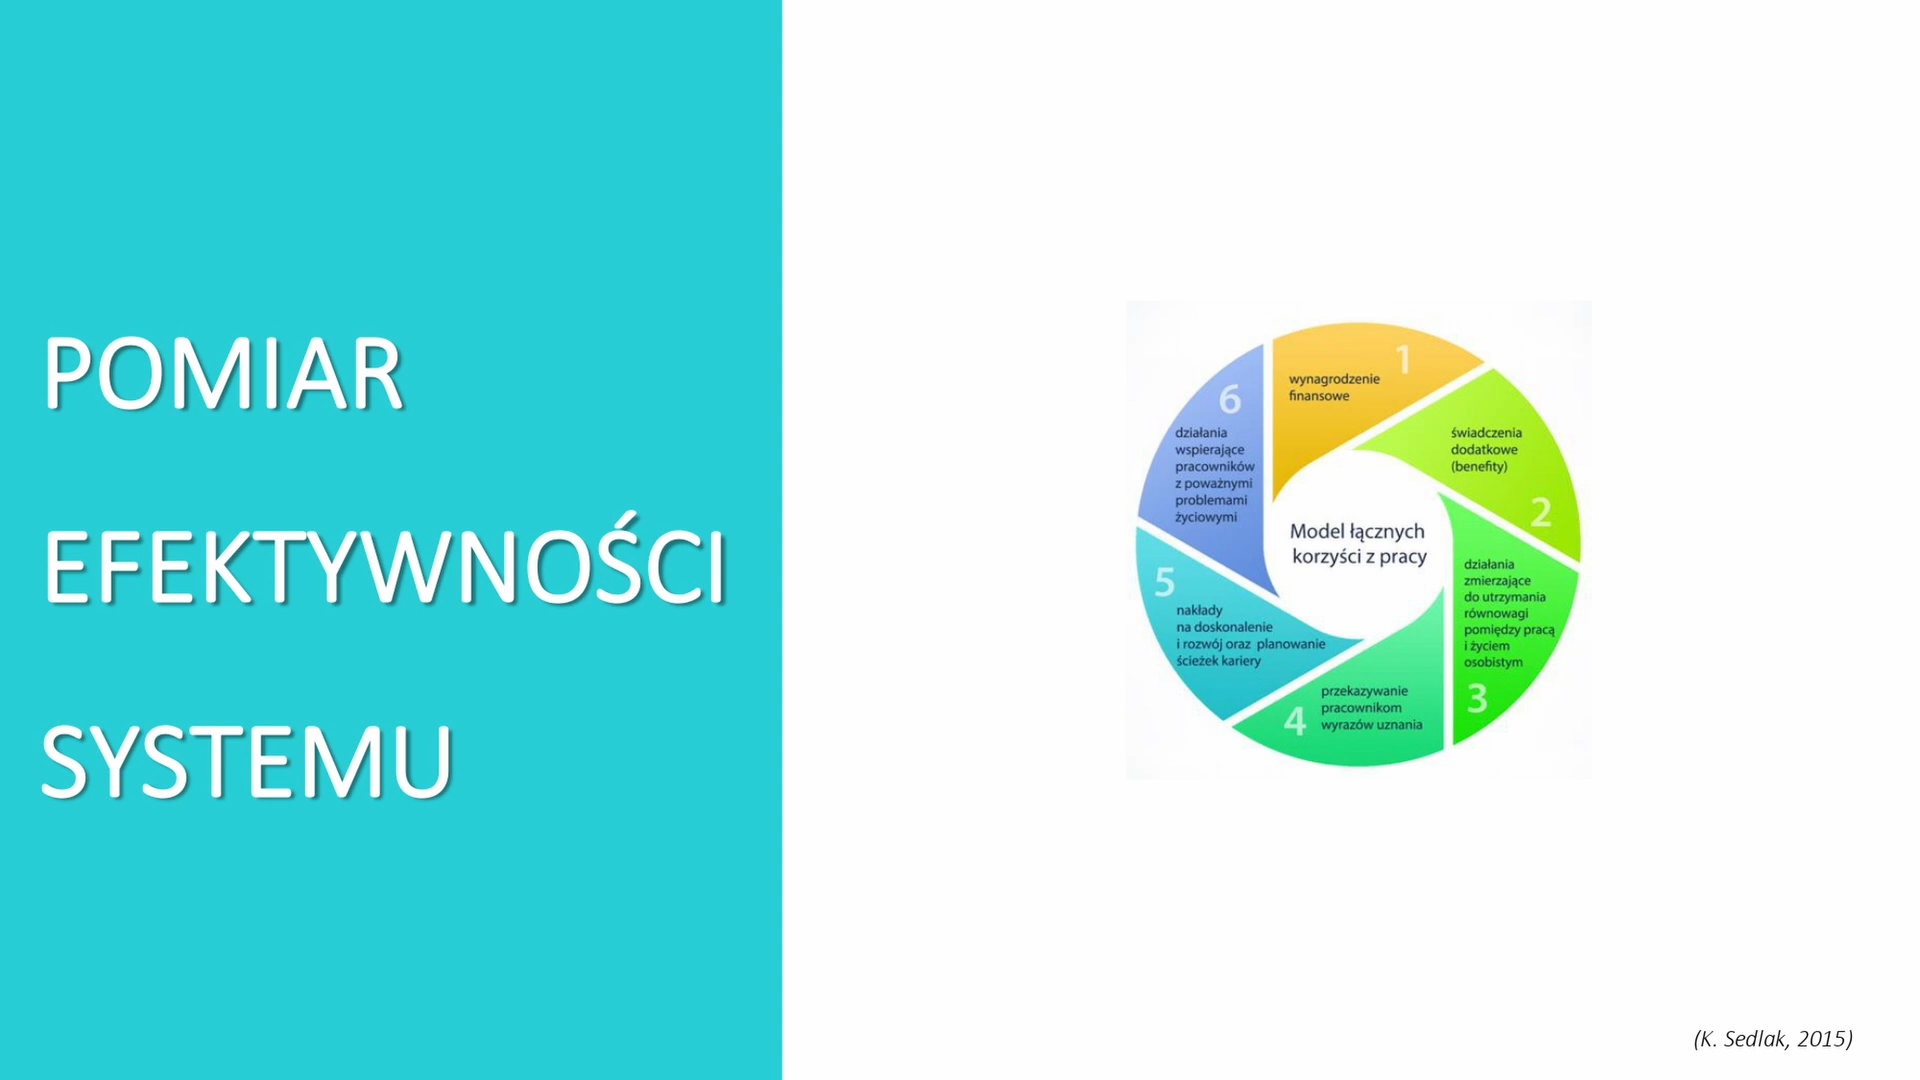 POMIAR
EFEKTYWNOŚCI
SYSTEMU
Model łącznych
korzyści z pracy
1
wynagrodzenie
finansowe
świadczenia
dodatkowe
(benefity)
2
działania
zmierzające
do utrzymania
równowagi
pomiędzy pracą
i życiem
osobistym
3
4
przekazywanie
pracownikom
wyrazów uznania
5
nakłady
na doskonalenie
i rozwój oraz planowanie
ścieżek kariery
6
działania
wspierające
pracowników
z poważnymi
problemami
życiowymi
(K. Sedlak, 2015)